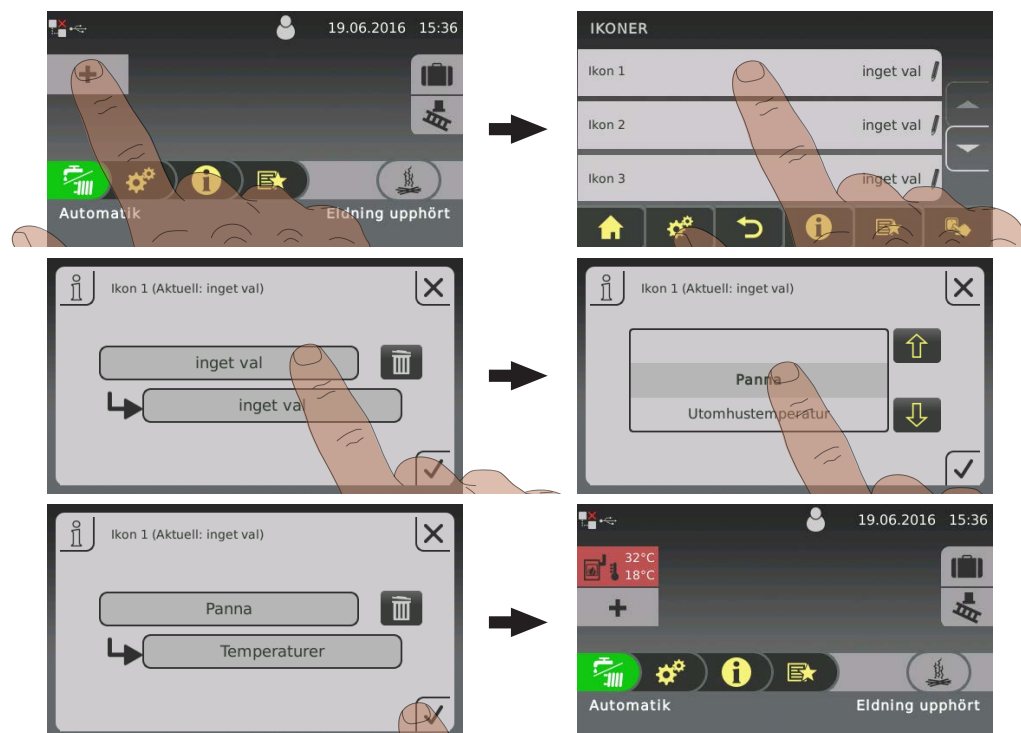 19.06.2016 15:36
Automatik Eldning upphört
IKONER
Ikon 1 inget val
Ikon 2 inget val
Ikon 3 inget val
Ikon 1 (Aktuell: inget val)
inget val
inget val
Ikon 1 (Aktuell: inget val)
Panna
Utomhustemperatur
Ikon 1 (Aktuell: inget val)
Panna
Temperaturer
19.06.2016 15:36
32°C
18°C
Automatik Eldning upphört